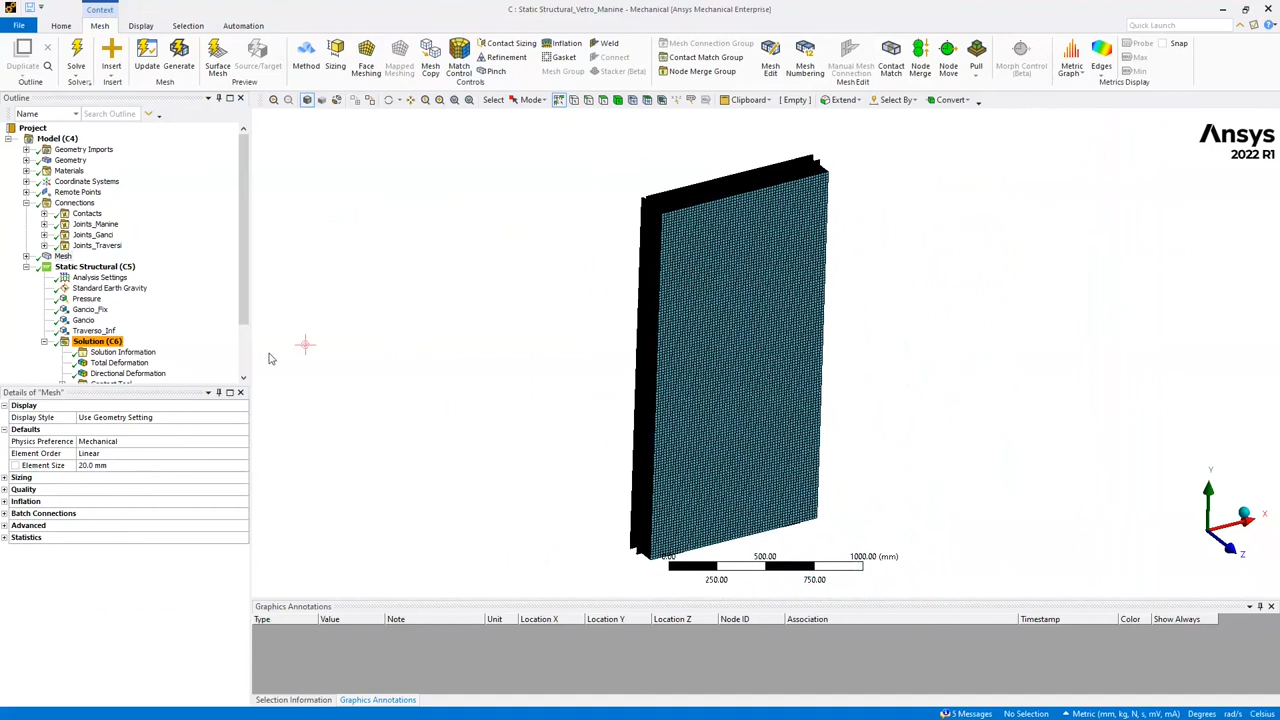 Context
C : Static Structural_Vetro_Manine - Mechanical [Ansys Mechanical Enterprise]
File Home Mesh Display Selection Automation
Quick Launch
Duplicate Solve Insert Update Generate Surface Mesh Source/Target Method Sizing Face Meshing Mapped Meshing Mesh Copy Match Control
Contact Sizing Inflation Weld
Refinement Gasket Connect
Pinch Mesh Group Stacker (Beta)
Mesh Connection Group
Contact Match Group
Node Merge Group
Mesh Edit Mesh Numbering Manual Mesh Connection Contact Match Node Merge Node Move Pull Morph Control (Beta) Metric Graph Edges
Probe Snap
Max
Min
Outline Solver Insert Mesh Preview Controls Mesh Edit Metrics Display
Outline
Name Search Outline
Select Mode Clipboard [ Empty ] Extend Select By Convert
Project
Model (C4)
Geometry Imports
Geometry
Materials
Coordinate Systems
Remote Points
Connections
Contacts
Joints_Manine
Joints_Ganci
Joints_Traversi
Mesh
Static Structural (C5)
Analysis Settings
Standard Earth Gravity
Pressure
Gancio_Fix
Gancio
Traverso_Inf
Solution (C6)
Solution Information
Total Deformation
Directional Deformation
Details of "Mesh"
Display
Display Style Use Geometry Setting
Defaults
Physics Preference Mechanical
Element Order Linear
Element Size 20.0 mm
Sizing
Quality
Inflation
Batch Connections
Advanced
Statistics
Ansys
2022 R1
Y
X
Z
500.00 1000.00 (mm)
250.00 750.00
Graphics Annotations
Type Value Note Unit Location X Location Y Location Z Node ID Association Timestamp Color Show Always
Selection Information Graphics Annotations
5 Messages No Selection Metric (mm, kg, N, s, mV, mA) Degrees rad/s Celsius